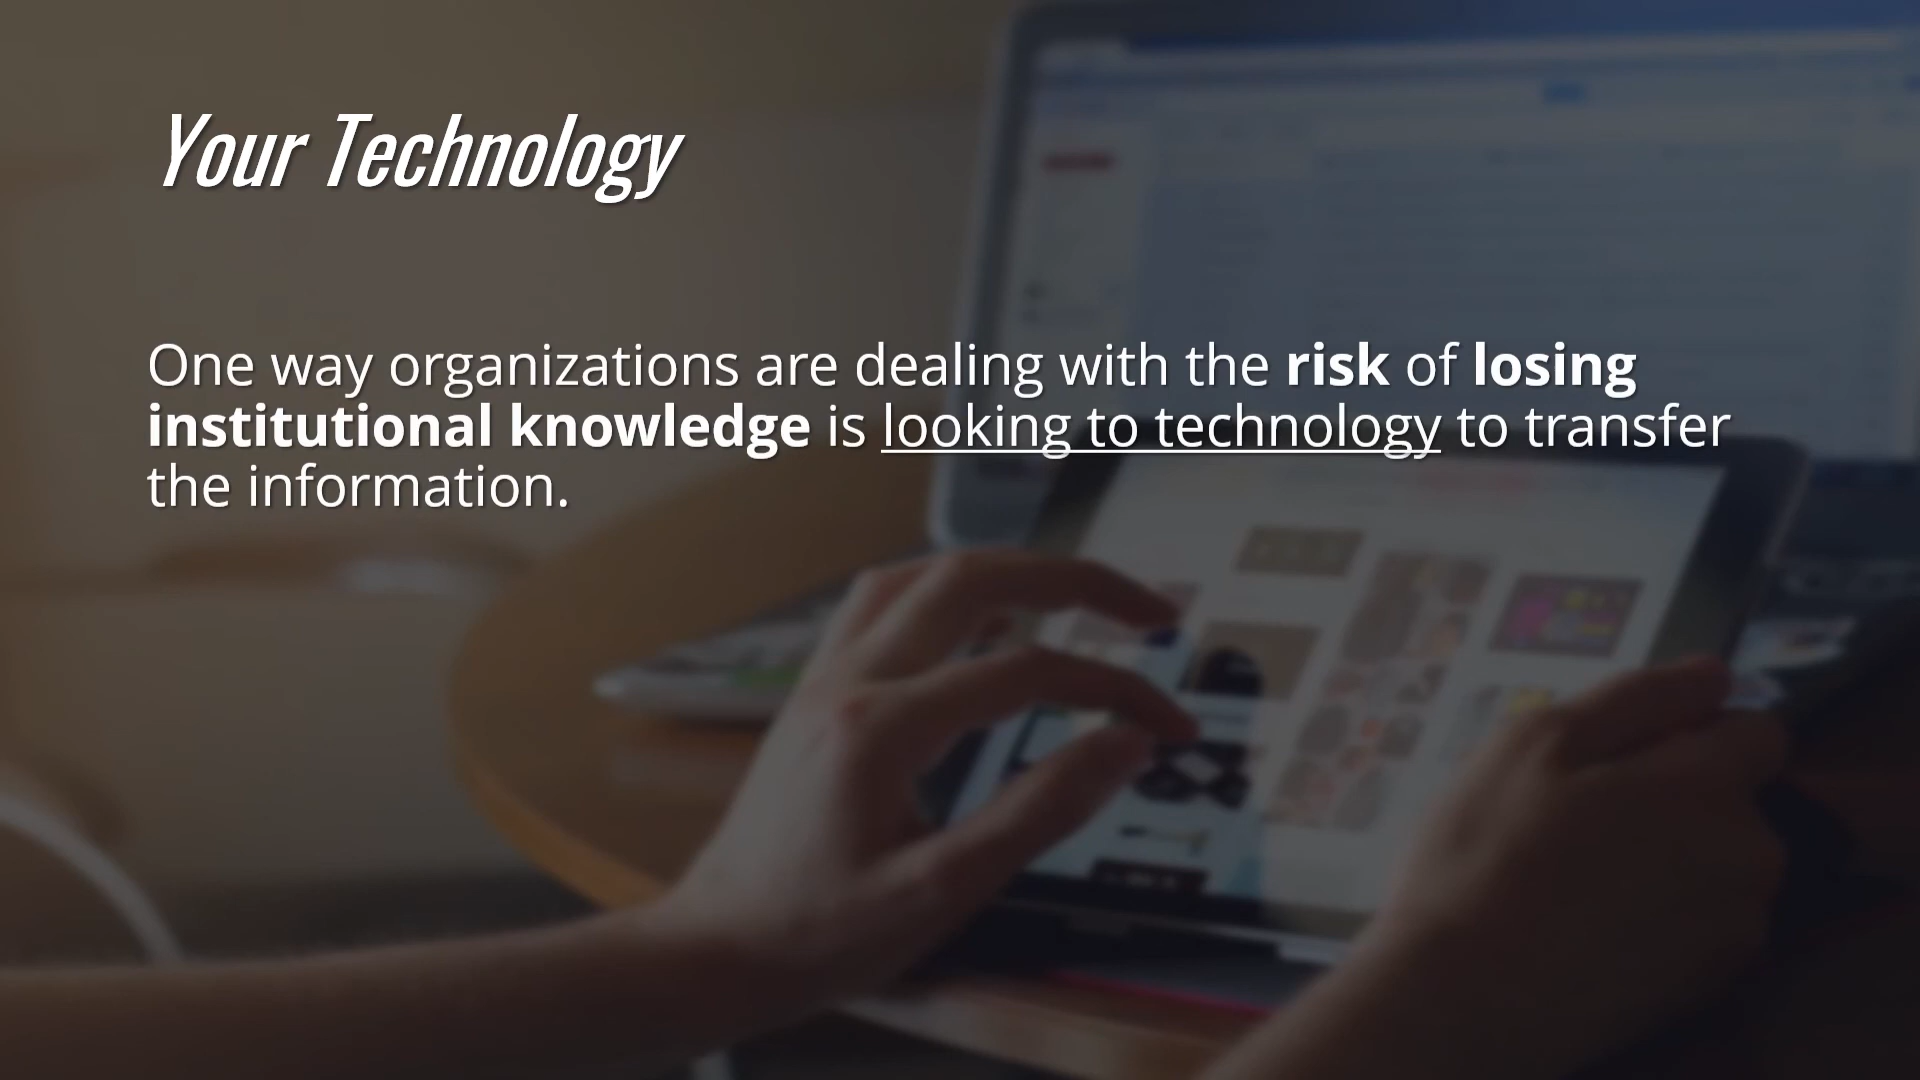 Your Technology
One way organizations are dealing with the risk of losing
institutional knowledge is looking to technology to transfer
the information.